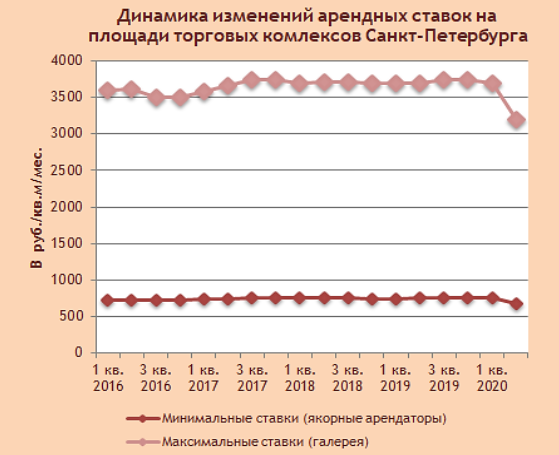 Динамика изменений арендных ставок на
площади торговых комлексов Санкт-Петербурга
В руб./кв.м/мес.
4000
3500
3000
2500
2000
1500
1000
500
0
1 кв. 3 кв. 1 кв. 3 кв. 1 кв. 3 кв. 1 кв. 3 кв. 1 кв.
2016 2016 2017 2017 2018 2018 2019 2019 2020
Минимальные ставки (якорные арендаторы)
Максимальные ставки (галерея)